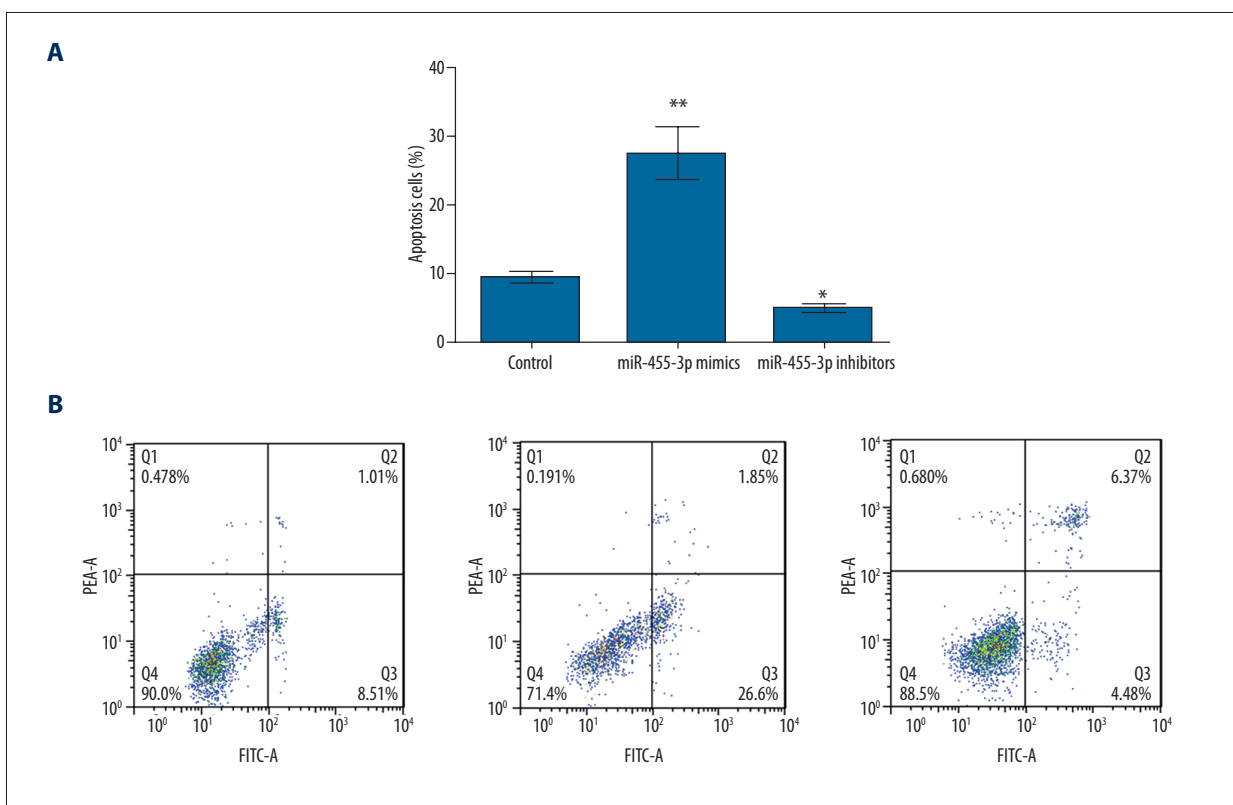 A
40
30
20
10
0
Apoptosis cells (%)
**
*
Control
miR-455-3p mimics
miR-455-3p inhibitors
B
10⁴
10³
10²
10¹
10⁰
PEA-A
Q1
0.478%
Q2
1.01%
Q4
90.0%
Q3
8.51%
10⁰ 10¹ 10² 10³ 10⁴
FITC-A
10⁴
10³
10²
10¹
10⁰
PEA-A
Q1
0.191%
Q2
1.85%
Q4
71.4%
Q3
26.6%
10⁰ 10¹ 10² 10³ 10⁴
FITC-A
10⁴
10³
10²
10¹
10⁰
PEA-A
Q1
0.680%
Q2
6.37%
Q4
88.5%
Q3
4.48%
10⁰ 10¹ 10² 10³ 10⁴
FITC-A